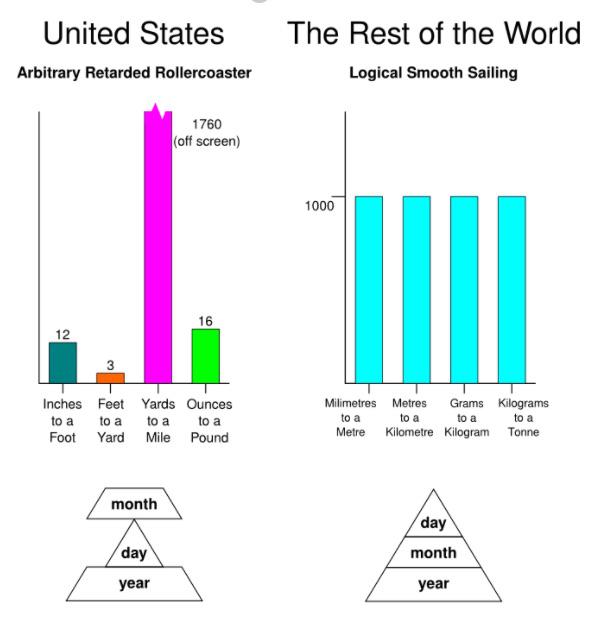 United States
Arbitrary Retarded Rollercoaster
1760
(off screen)
12
3
16
Inches
to a
Foot
Feet
to a
Yard
Yards
to a
Mile
Ounces
to a
Pound
month
day
year
The Rest of the World
Logical Smooth Sailing
1000
Milimetres
to a
Metre
Metres
to a
Kilometre
Grams
to a
Kilogram
Kilograms
to a
Tonne
day
month
year